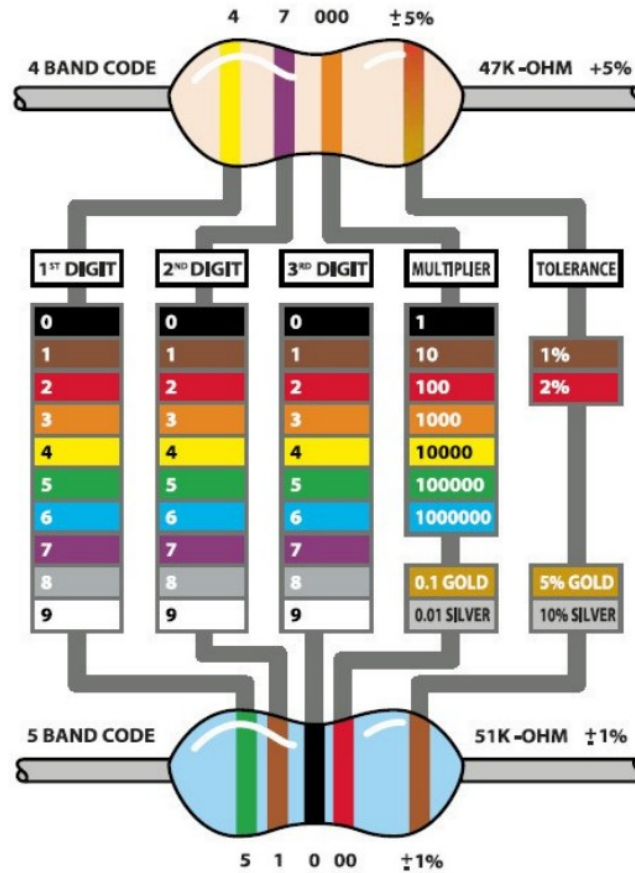 4 7 000 ±5%
4 BAND CODE 47K-OHM +5%
1ST DIGIT 2ND DIGIT 3RD DIGIT MULTIPLIER TOLERANCE
0 0 0 1
1 1 1 10 1%
2 2 2 100 2%
3 3 3 1000
4 4 4 10000
5 5 5 100000
6 6 6 1000000
7 7 7
8 8 8 0.1 GOLD 5% GOLD
9 9 9 0.01 SILVER 10% SILVER
5 BAND CODE 51K-OHM ±1%
5 1 0 00 ±1%